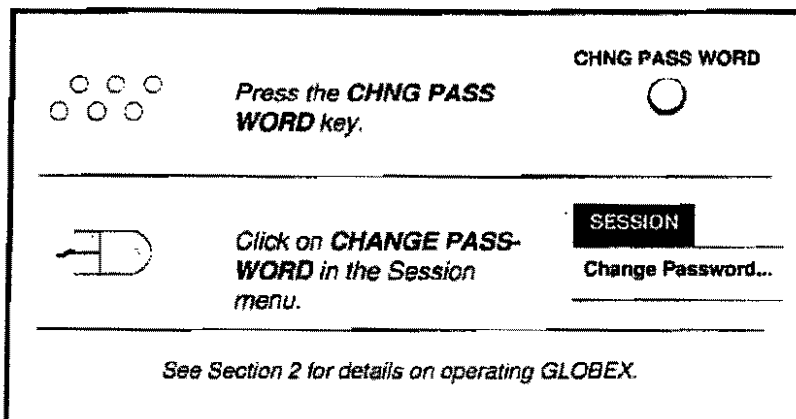 CHNG PASS WORD
Press the CHNG PASS
WORD key.
SESSION
Click on CHANGE PASS-
WORD in the Session
menu.
Change Password...
See Section 2 for details on operating GLOBEX.